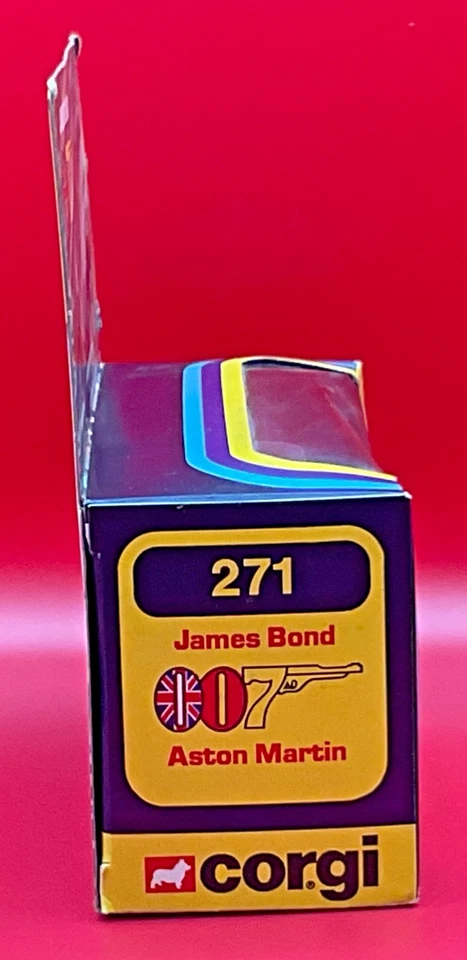 271
James Bond
007
Aston Martin
corgi